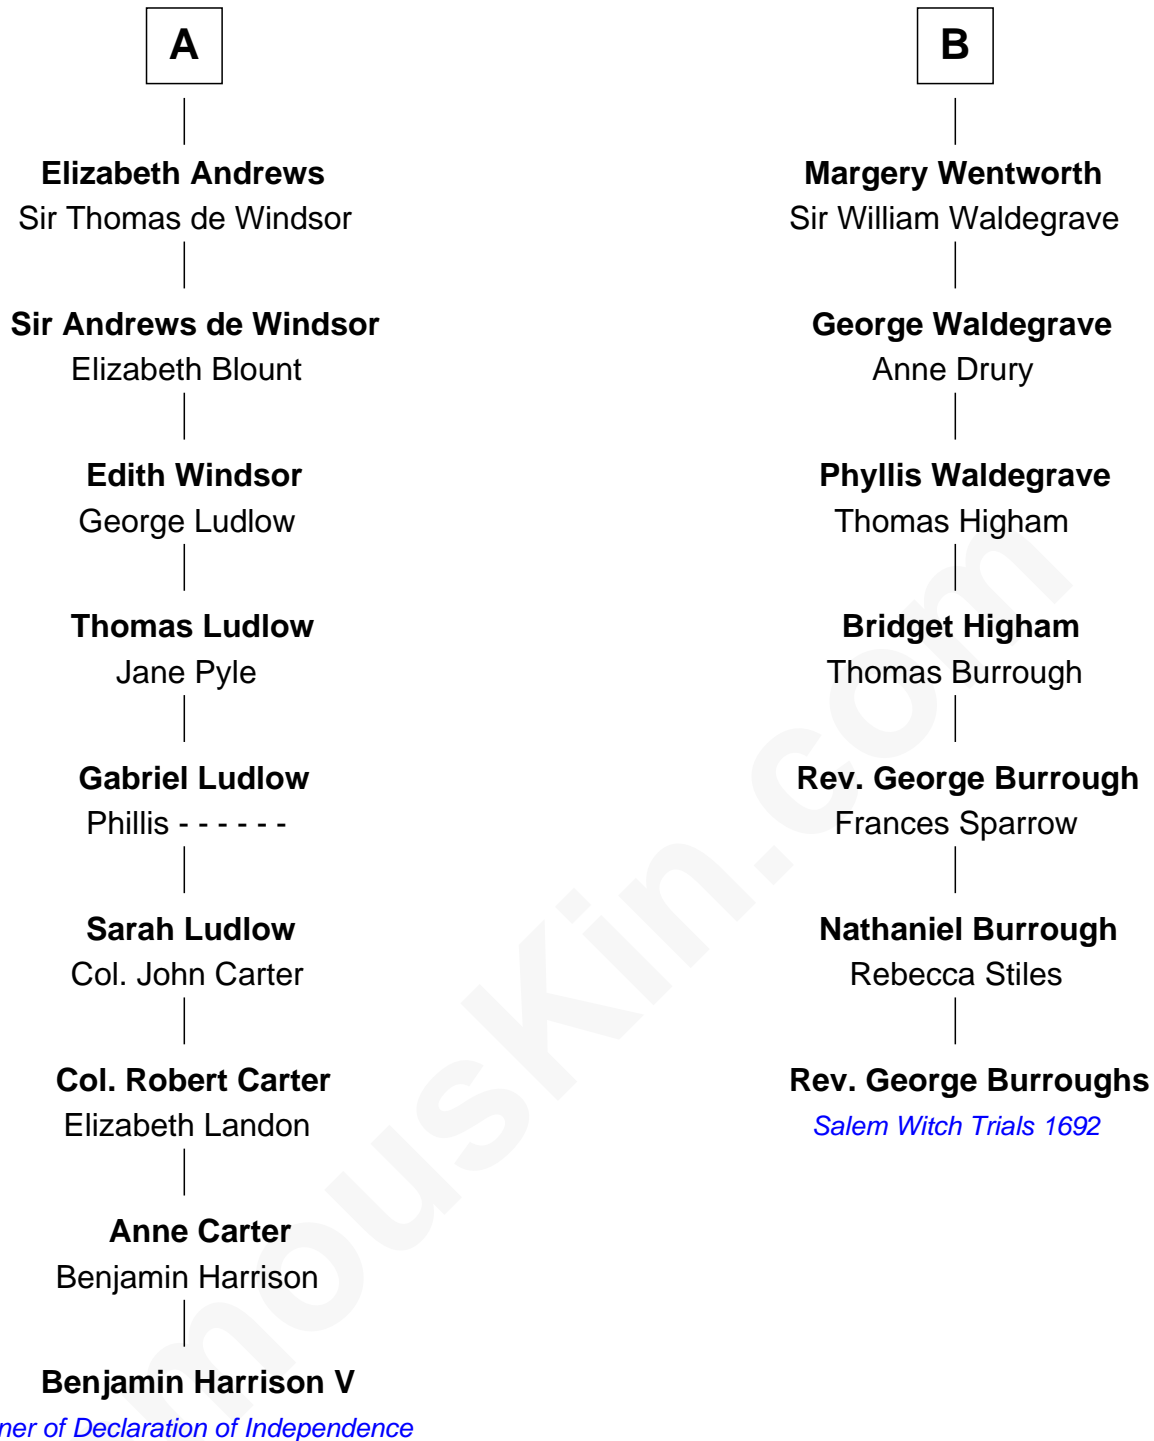 A
Elizabeth Andrews
Sir Thomas de Windsor
Sir Andrews de Windsor
Elizabeth Blount
Edith Windsor
George Ludlow
Thomas Ludlow
Jane Pyle
Gabriel Ludlow
Phillis - - - - - -
Sarah Ludlow
Col. John Carter
Col. Robert Carter
Elizabeth Landon
Anne Carter
Benjamin Harrison
Benjamin Harrison V
ner of Declaration of Independence
B
Margery Wentworth
Sir William Waldegrave
George Waldegrave
Anne Drury
Phyllis Waldegrave
Thomas Higham
Bridget Higham
Thomas Burrough
Rev. George Burrough
Frances Sparrow
Nathaniel Burrough
Rebecca Stiles
Rev. George Burroughs
Salem Witch Trials 1692
mouskin.com